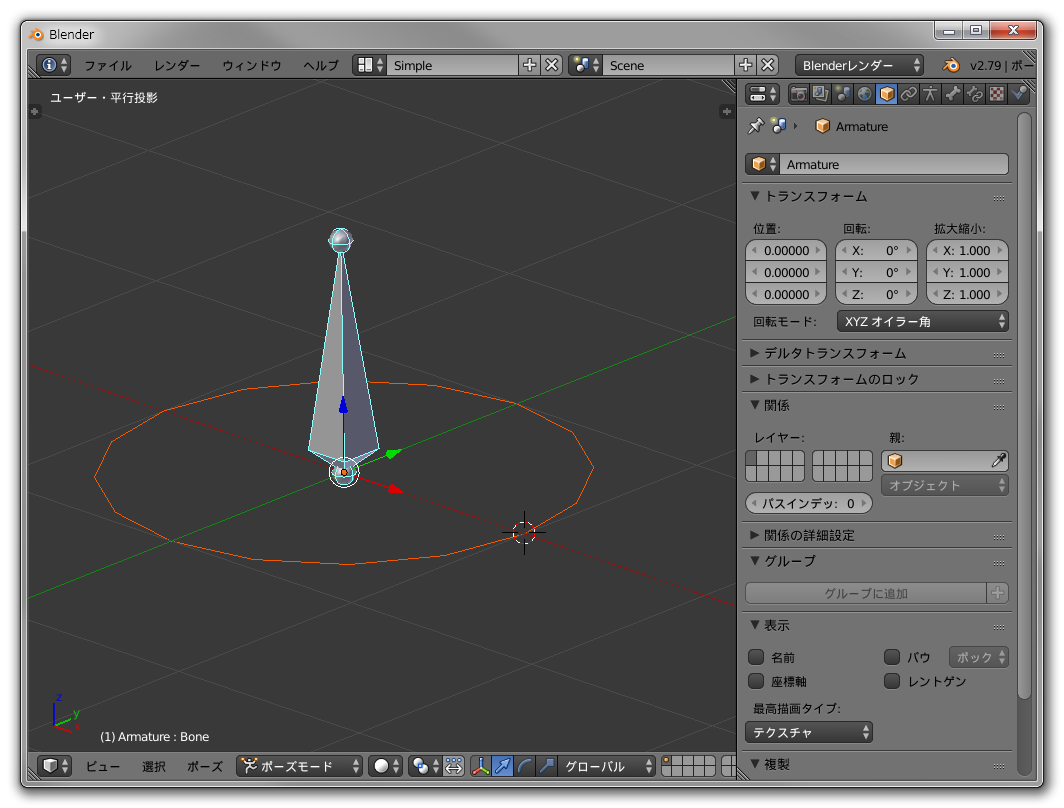 Blender
ファイル レンダー ウィンドウ ヘルプ Simple Scene Blenderレンダー v2.79 | ポー
ユーザー・平行投影
Armature
Armature
トランスフォーム
位置: 回転: 拡大縮小:
0.00000 X: 0° X: 1.000
0.00000 Y: 0° Y: 1.000
0.00000 Z: 0° Z: 1.000
回転モード: XYZ オイラー角
デルタトランスフォーム
トランスフォームのロック
関係
レイヤー: 親:
オブジェクト
パスインデッ: 0
関係の詳細設定
グループ
グループに追加
表示
名前 バウ ボック
座標軸 レントゲン
最高描画タイプ:
テクスチャ
複製
z
y
x
(1) Armature : Bone
ビュー 選択 ポーズ ポーズモード グローバル